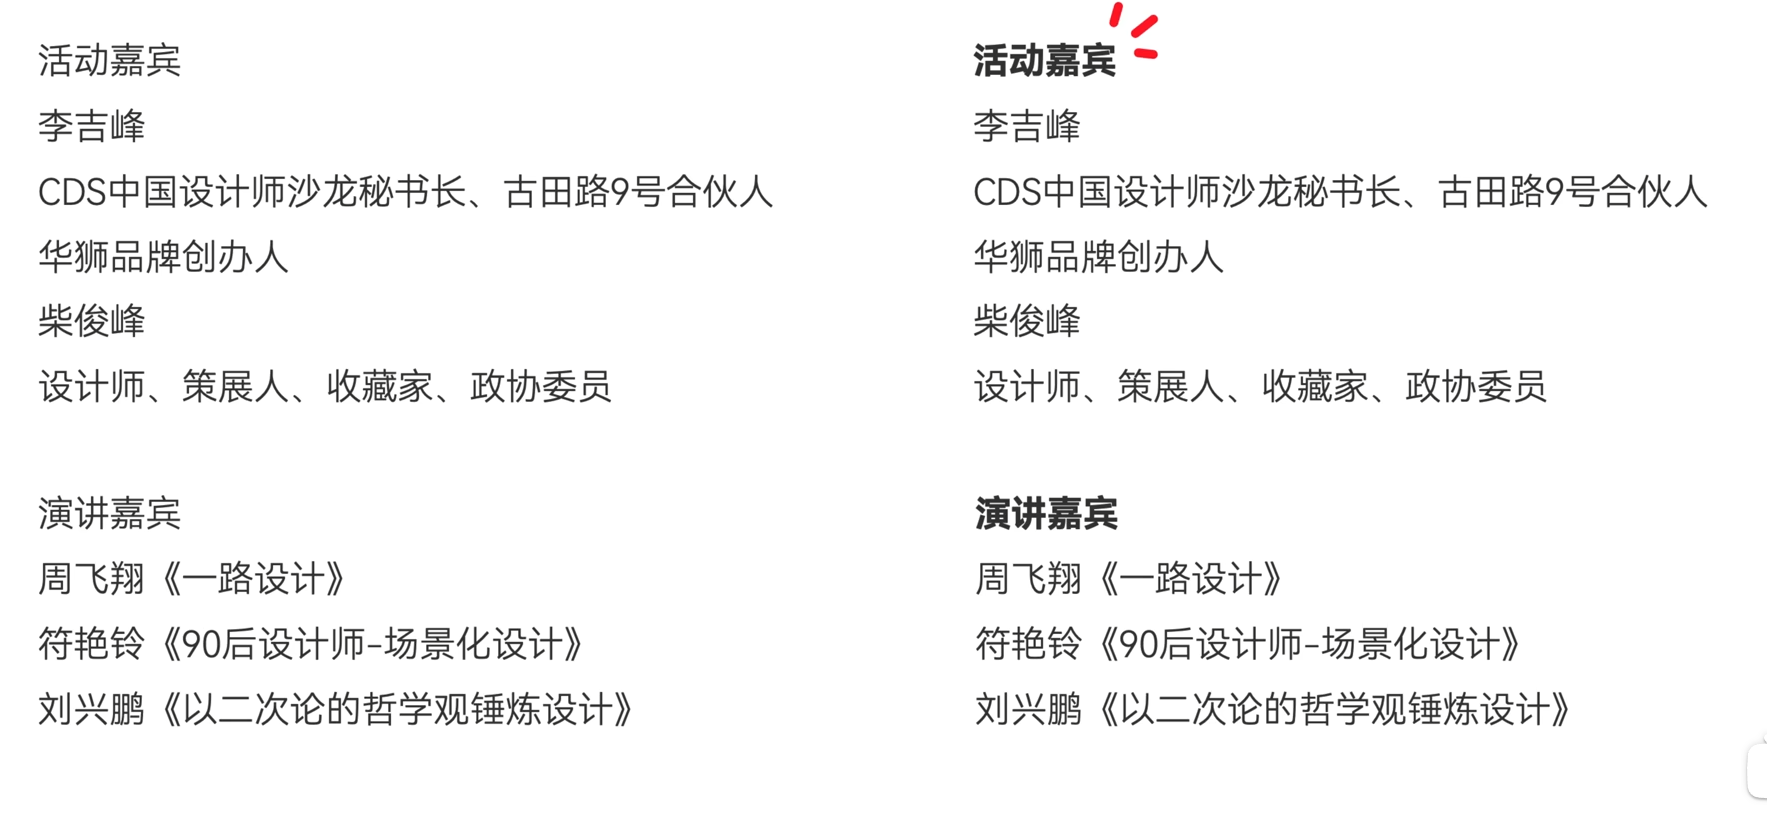 活动嘉宾
李吉峰
CDS中国设计师沙龙秘书长、古田路9号合伙人
华狮品牌创办人
柴俊峰
设计师、策展人、收藏家、政协委员
演讲嘉宾
周飞翔《一路设计》
符艳铃《90后设计师-场景化设计》
刘兴鹏《以二次论的哲学观锤炼设计》
活动嘉宾
李吉峰
CDS中国设计师沙龙秘书长、古田路9号合伙人
华狮品牌创办人
柴俊峰
设计师、策展人、收藏家、政协委员
演讲嘉宾
周飞翔《一路设计》
符艳铃《90后设计师-场景化设计》
刘兴鹏《以二次论的哲学观锤炼设计》